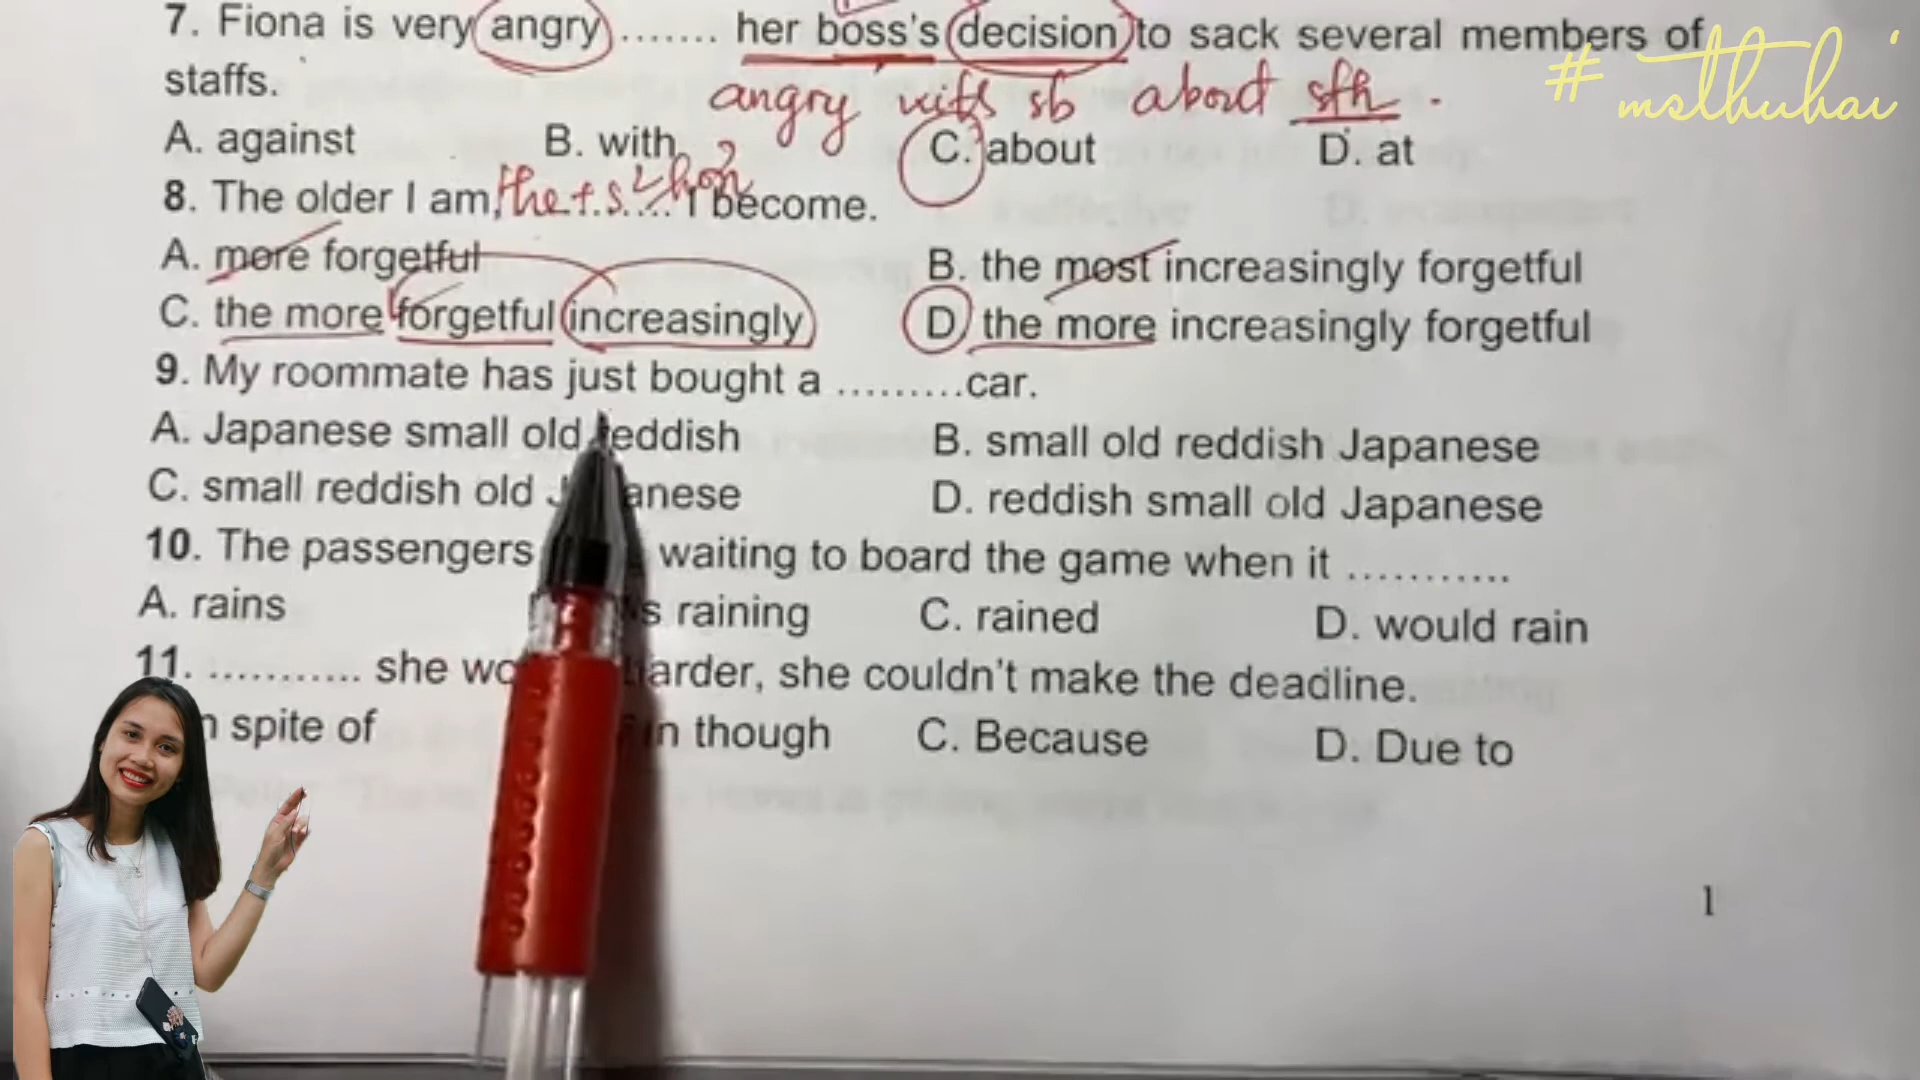 7. Fiona is very angry ....... her boss's decision to sack several members of
# msthuhai
staffs.
angry with sb about sth.
A. against B. with C. about D. at
8. The older I am, the + s.s hơn I become.
A. more forgetful B. the most increasingly forgetful
C. the more forgetful increasingly D. the more increasingly forgetful
9. My roommate has just bought a .........car.
A. Japanese small old reddish B. small old reddish Japanese
C. small reddish old J anese D. reddish small old Japanese
10. The passengers waiting to board the game when it ...........
A. rains s raining C. rained D. would rain
11. ........... she wo harder, she couldn't make the deadline.
n spite of n though C. Because D. Due to
1